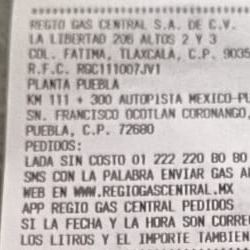 REGIO GAS CENTRAL S.A. DE C.V.
LA LIBERTAD 206 ALTOS 2 Y 3
COL. FATIMA, TLAXCALA, C.P. 9035
R.F.C. RGC111007JV1
PLANTA PUEBLA
KM 111 + 300 AUTOPISTA MEXICO-PU
SN. FRANCISCO OCOTLAN CORONANGO,
PUEBLA, C.P. 72680
PEDIDOS:
LADA SIN COSTO 01 222 220 80 80
SMS CON LA PALABRA ENVIAR GAS AL
WEB EN WWW.REGIOGASCENTRAL.MX
APP REGIO GAS CENTRAL PEDIDOS
SI LA FECHA Y LA HORA SON CORREC
LOS LITROS Y EL IMPORTE TAMBIEN